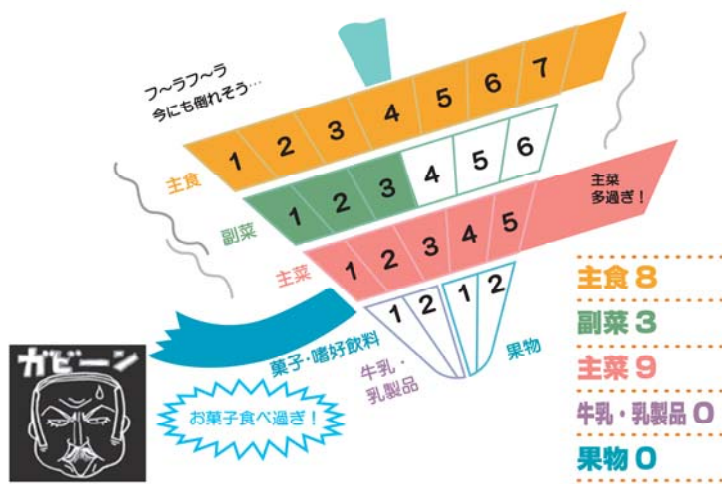 フ〜ラフ〜ラ
今にも倒れそう…
1 2 3 4 5 6 7
主食
1 2 3 4 5 6
副菜
主菜
多過ぎ！
1 2 3 4 5
主菜
1 2 1 2
菓子・嗜好飲料
牛乳・
乳製品
果物
ガビーン
お菓子食べ過ぎ！
主食 8
副菜 3
主菜 9
牛乳・乳製品 0
果物 0